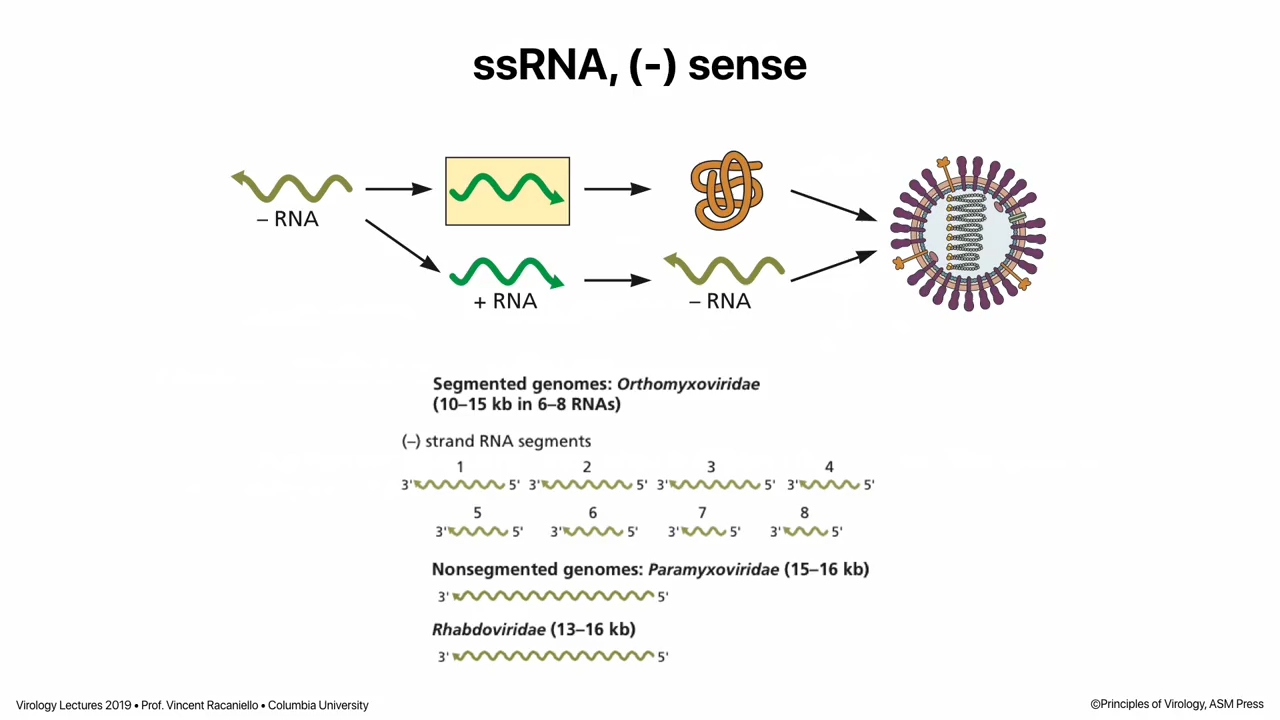 ssRNA, (-) sense
– RNA
+ RNA
– RNA
Segmented genomes: Orthomyxoviridae
(10–15 kb in 6–8 RNAs)
(–) strand RNA segments
1 2 3 4
3' 5' 3' 5' 3' 5' 3' 5'
5 6 7 8
3' 5' 3' 5' 3' 5' 3' 5'
Nonsegmented genomes: Paramyxoviridae (15–16 kb)
3' 5'
Rhabdoviridae (13–16 kb)
3' 5'
Virology Lectures 2019 • Prof. Vincent Racaniello • Columbia University
©Principles of Virology, ASM Press